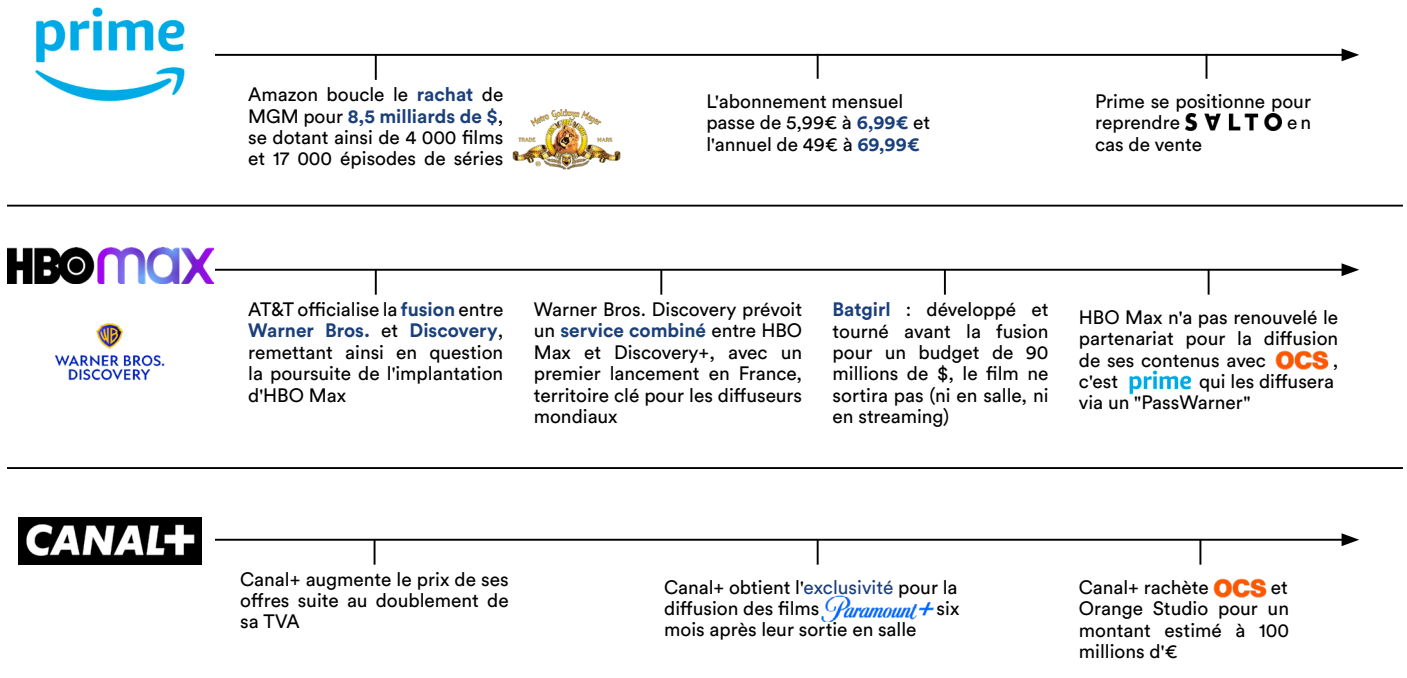 prime
Amazon boucle le rachat de
MGM pour 8,5 milliards de $,
se dotant ainsi de 4 000 films
et 17 000 épisodes de séries
Metro Goldwyn Mayer
TRADE MARK
L'abonnement mensuel
passe de 5,99€ à 6,99€ et
l'annuel de 49€ à 69,99€
Prime se positionne pour
reprendre SALTO en
cas de vente
HBOmax
WB
WARNER BROS.
DISCOVERY
AT&T officialise la fusion entre
Warner Bros. et Discovery,
remettant ainsi en question
la poursuite de l'implantation
d'HBO Max
Warner Bros. Discovery prévoit
un service combiné entre HBO
Max et Discovery+, avec un
premier lancement en France,
territoire clé pour les diffuseurs
mondiaux
Batgirl : développé et
tourné avant la fusion
pour un budget de 90
millions de $, le film ne
sortira pas (ni en salle, ni
en streaming)
HBO Max n'a pas renouvelé le
partenariat pour la diffusion
de ses contenus avec OCS,
c'est prime qui les diffusera
via un "PassWarner"
CANAL+
Canal+ augmente le prix de ses
offres suite au doublement de
sa TVA
Canal+ obtient l'exclusivité pour la
diffusion des films Paramount+ six
mois après leur sortie en salle
Canal+ rachète OCS et
Orange Studio pour un
montant estimé à 100
millions d'€